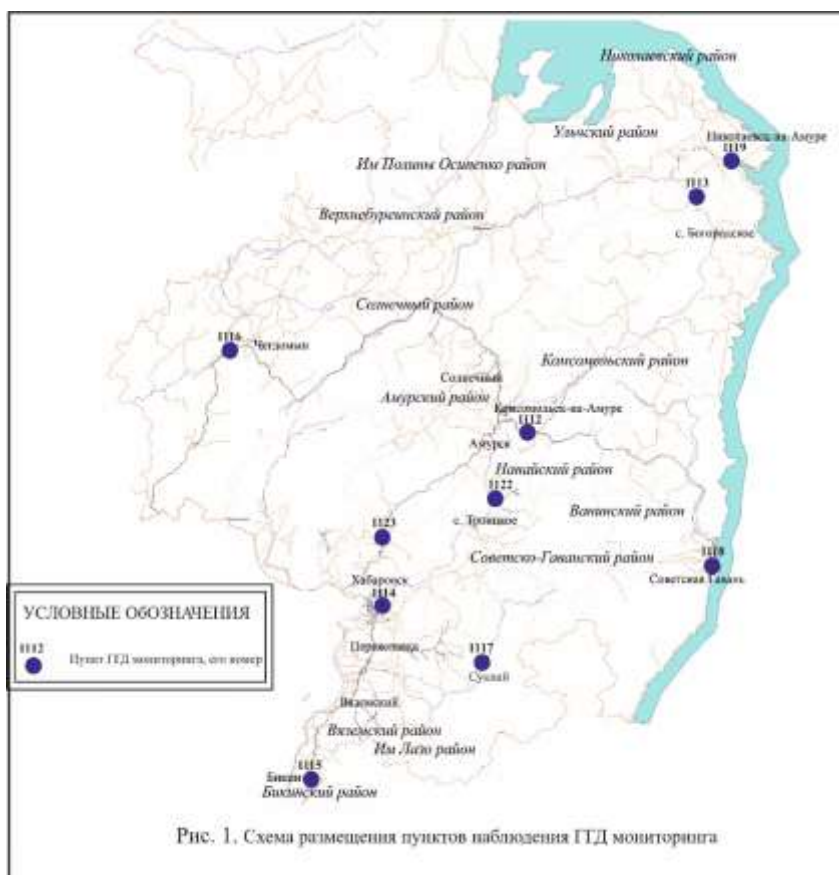 Николаевский район
Ульчский район
Николаевск-на-Амуре
1119
Им Полины Осипенко район
1113
Верхнебуреинский район
с. Богородское
Солнечный район
1116
Чегдомын
Комсомольский район
Солнечный
Амурский район
Комсомольск-на-Амуре
1112
Амурск
Нанайский район
1122
Ванинский район
с. Троицкое
1123
Советско-Гаванский район
1118
Хабаровск
Советская Гавань
1114
УСЛОВНЫЕ ОБОЗНАЧЕНИЯ
1112
Пункт ГГД мониторинга, его номер
Переяславка
1117
Сукпай
Вяземский
Вяземский район
Им Лазо район
1115
Бикин
Бикинский район
Рис. 1. Схема размещения пунктов наблюдения ГГД мониторинга